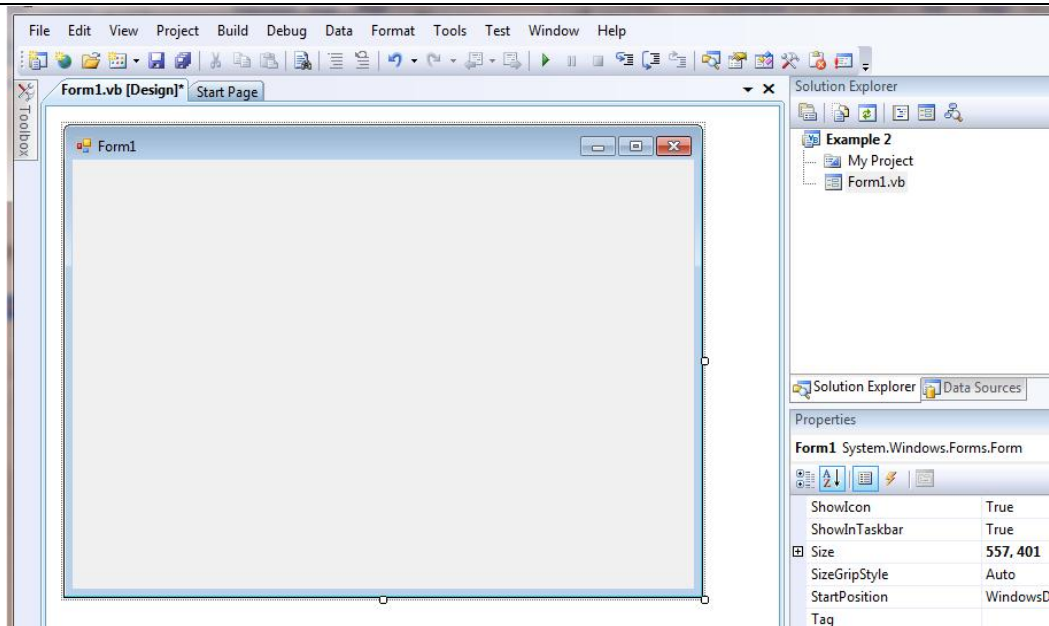 File Edit View Project Build Debug Data Format Tools Test Window Help
Toolbox
Form1.vb [Design]* Start Page
Form1
Solution Explorer
Example 2
My Project
Form1.vb
Solution Explorer Data Sources
Properties
Form1 System.Windows.Forms.Form
ShowIcon True
ShowInTaskbar True
Size 557, 401
SizeGripStyle Auto
StartPosition WindowsD
Tag